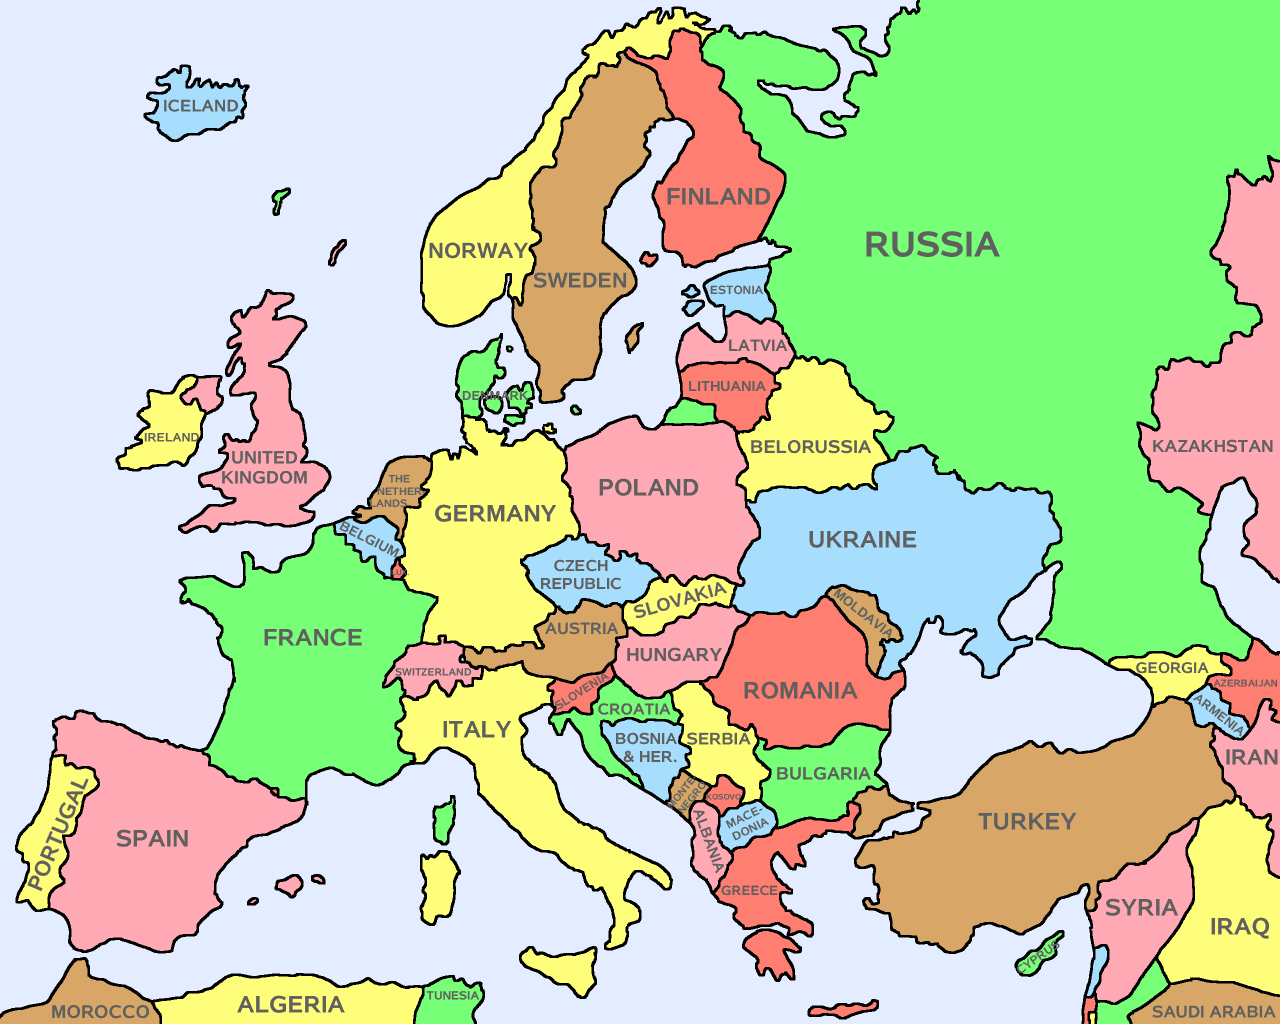 ICELAND
FINLAND
RUSSIA
NORWAY
SWEDEN
ESTONIA
LATVIA
LITHUANIA
DENMARK
IRELAND
UNITED
KINGDOM
BELORUSSIA
KAZAKHSTAN
THE
NETHER
LANDS
POLAND
GERMANY
BELGIUM
LUX
UKRAINE
CZECH
REPUBLIC
SLOVAKIA
MOLDAVIA
FRANCE
AUSTRIA
HUNGARY
SWITZERLAND
GEORGIA
AZERBAIJAN
SLOVENIA
ROMANIA
CROATIA
ARMENIA
ITALY
BOSNIA
& HER.
SERBIA
IRAN
BULGARIA
MONTE
NEGRO
KOSOVO
MACE-
DONIA
TURKEY
PORTUGAL
SPAIN
ALBANIA
GREECE
SYRIA
IRAQ
CYPRUS
TUNESIA
ALGERIA
MOROCCO
SAUDI ARABIA